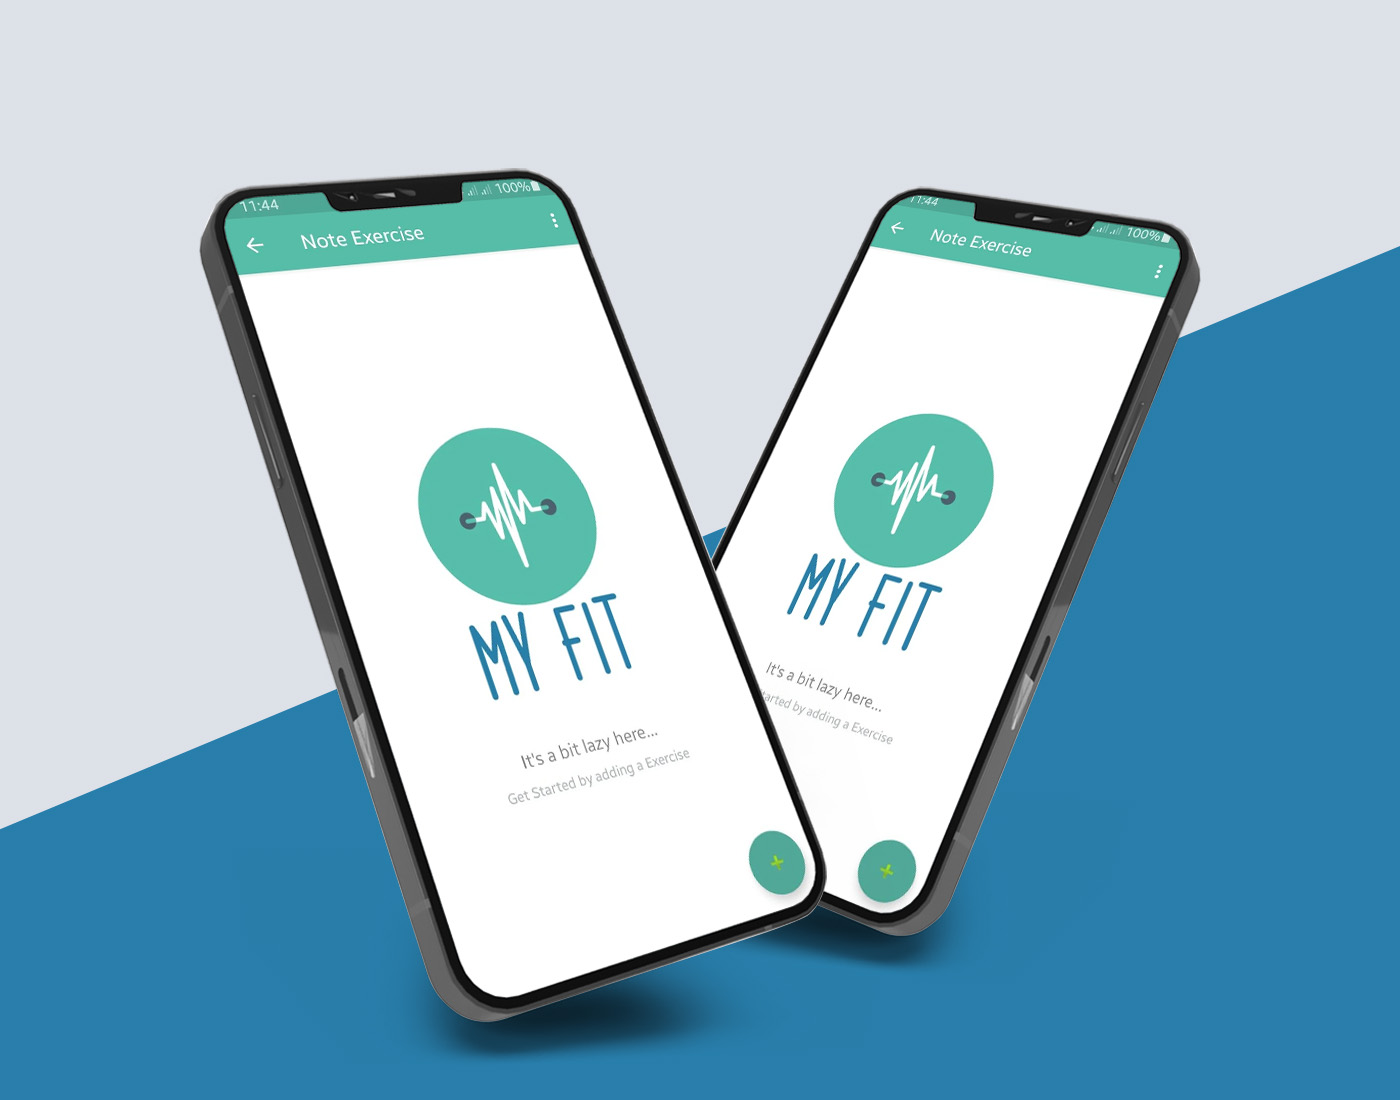 11:44 100%
Note Exercise
MY FIT
It's a bit lazy here...
Get Started by adding a Exercise
11:44 100%
Note Exercise
MY FIT
It's a bit lazy here...
tarted by adding a Exercise